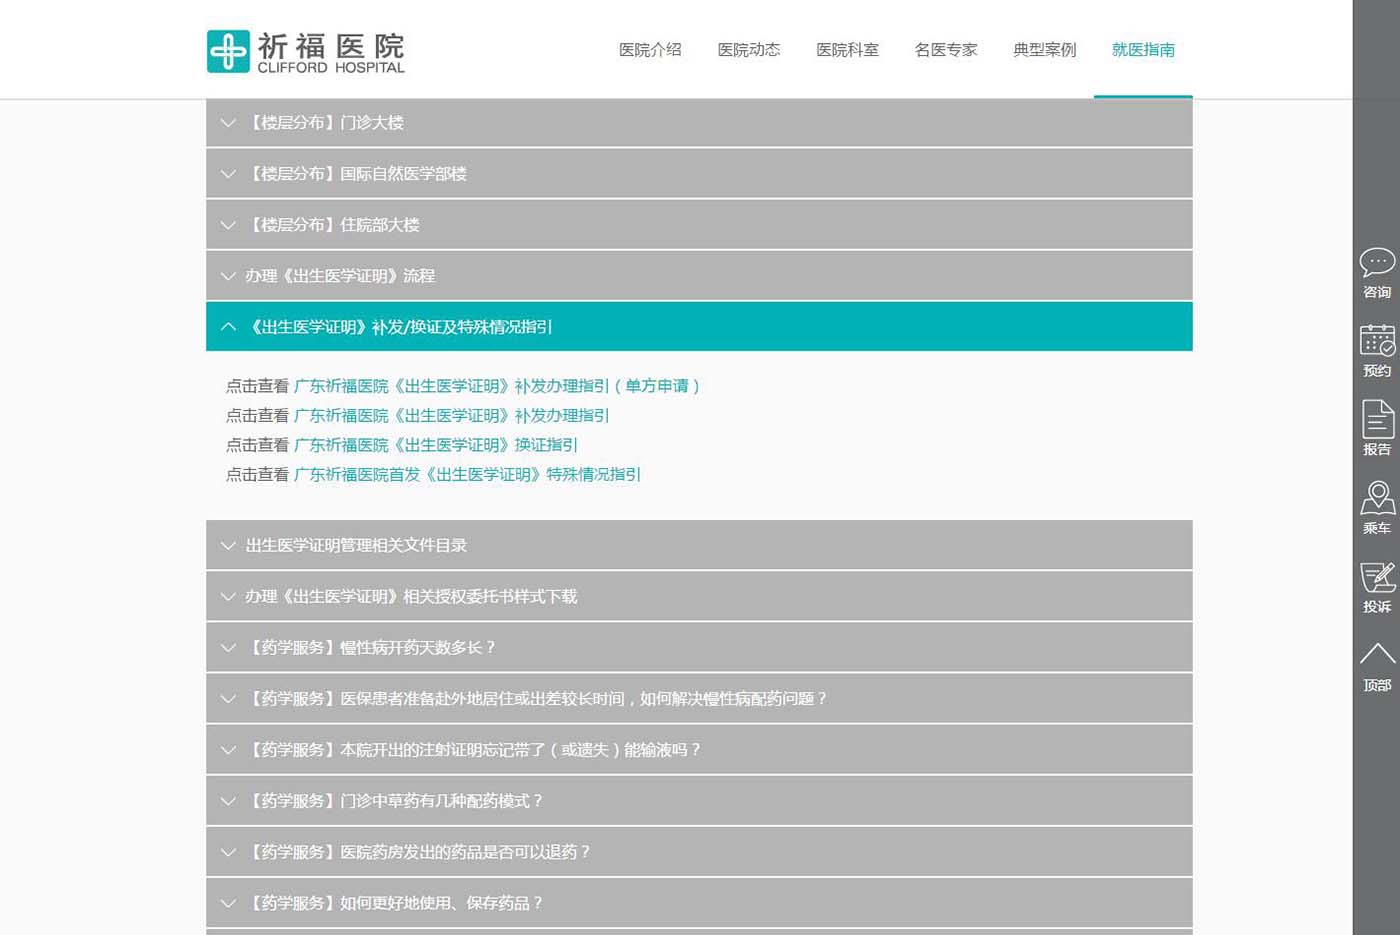 祈福医院
CLIFFORD HOSPITAL
医院介绍 医院动态 医院科室 名医专家 典型案例 就医指南
【楼层分布】门诊大楼
【楼层分布】国际自然医学部楼
【楼层分布】住院部大楼
办理《出生医学证明》流程
《出生医学证明》补发/换证及特殊情况指引
点击查看 广东祈福医院《出生医学证明》补发办理指引（单方申请）
点击查看 广东祈福医院《出生医学证明》补发办理指引
点击查看 广东祈福医院《出生医学证明》换证指引
点击查看 广东祈福医院首发《出生医学证明》特殊情况指引
出生医学证明管理相关文件目录
办理《出生医学证明》相关授权委托书样式下载
【药学服务】慢性病开药天数多长？
【药学服务】医保患者准备赴外地居住或出差较长时间，如何解决慢性病配药问题？
【药学服务】本院开出的注射证明忘记带了（或遗失）能输液吗？
【药学服务】门诊中草药有几种配药模式？
【药学服务】医院药房发出的药品是否可以退药？
【药学服务】如何更好地使用、保存药品？
咨询
预约
报告
乘车
投诉
顶部